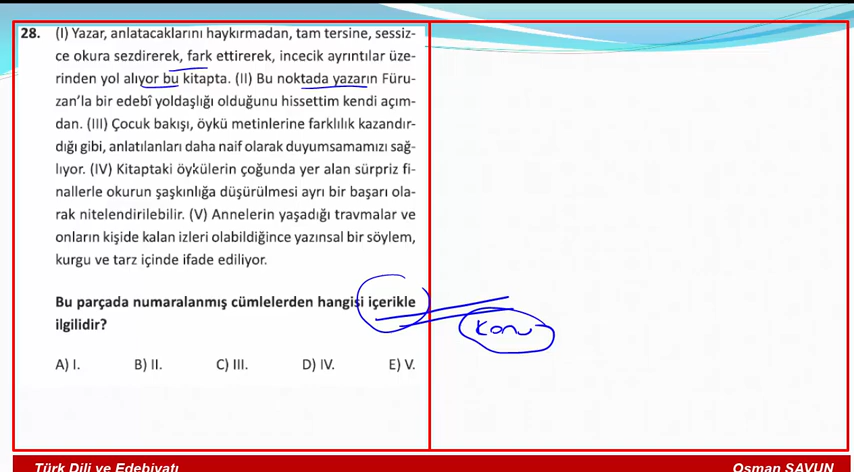 28. (I) Yazar, anlatacaklarını haykırmadan, tam tersine, sessiz-
ce okura sezdirerek, fark ettirerek, incecik ayrıntılar üze-
rinden yol alıyor bu kitapta. (II) Bu noktada yazarın Füru-
zan’la bir edebî yoldaşlığı olduğunu hissettim kendi açım-
dan. (III) Çocuk bakışı, öykü metinlerine farklılık kazandır-
dığı gibi, anlatılanları daha naif olarak duyumsamamızı sağ-
lıyor. (IV) Kitaptaki öykülerin çoğunda yer alan sürpriz fi-
nallerle okurun şaşkınlığa düşürülmesi ayrı bir başarı ola-
rak nitelendirilebilir. (V) Annelerin yaşadığı travmalar ve
onların kişide kalan izleri olabildiğince yazınsal bir söylem,
kurgu ve tarz içinde ifade ediliyor.
Bu parçada numaralanmış cümlelerden hangisi içerikle
ilgilidir?
Konu
A) I. B) II. C) III. D) IV. E) V.
Türk Dili ve Edebiyatı
Osman SAVUN